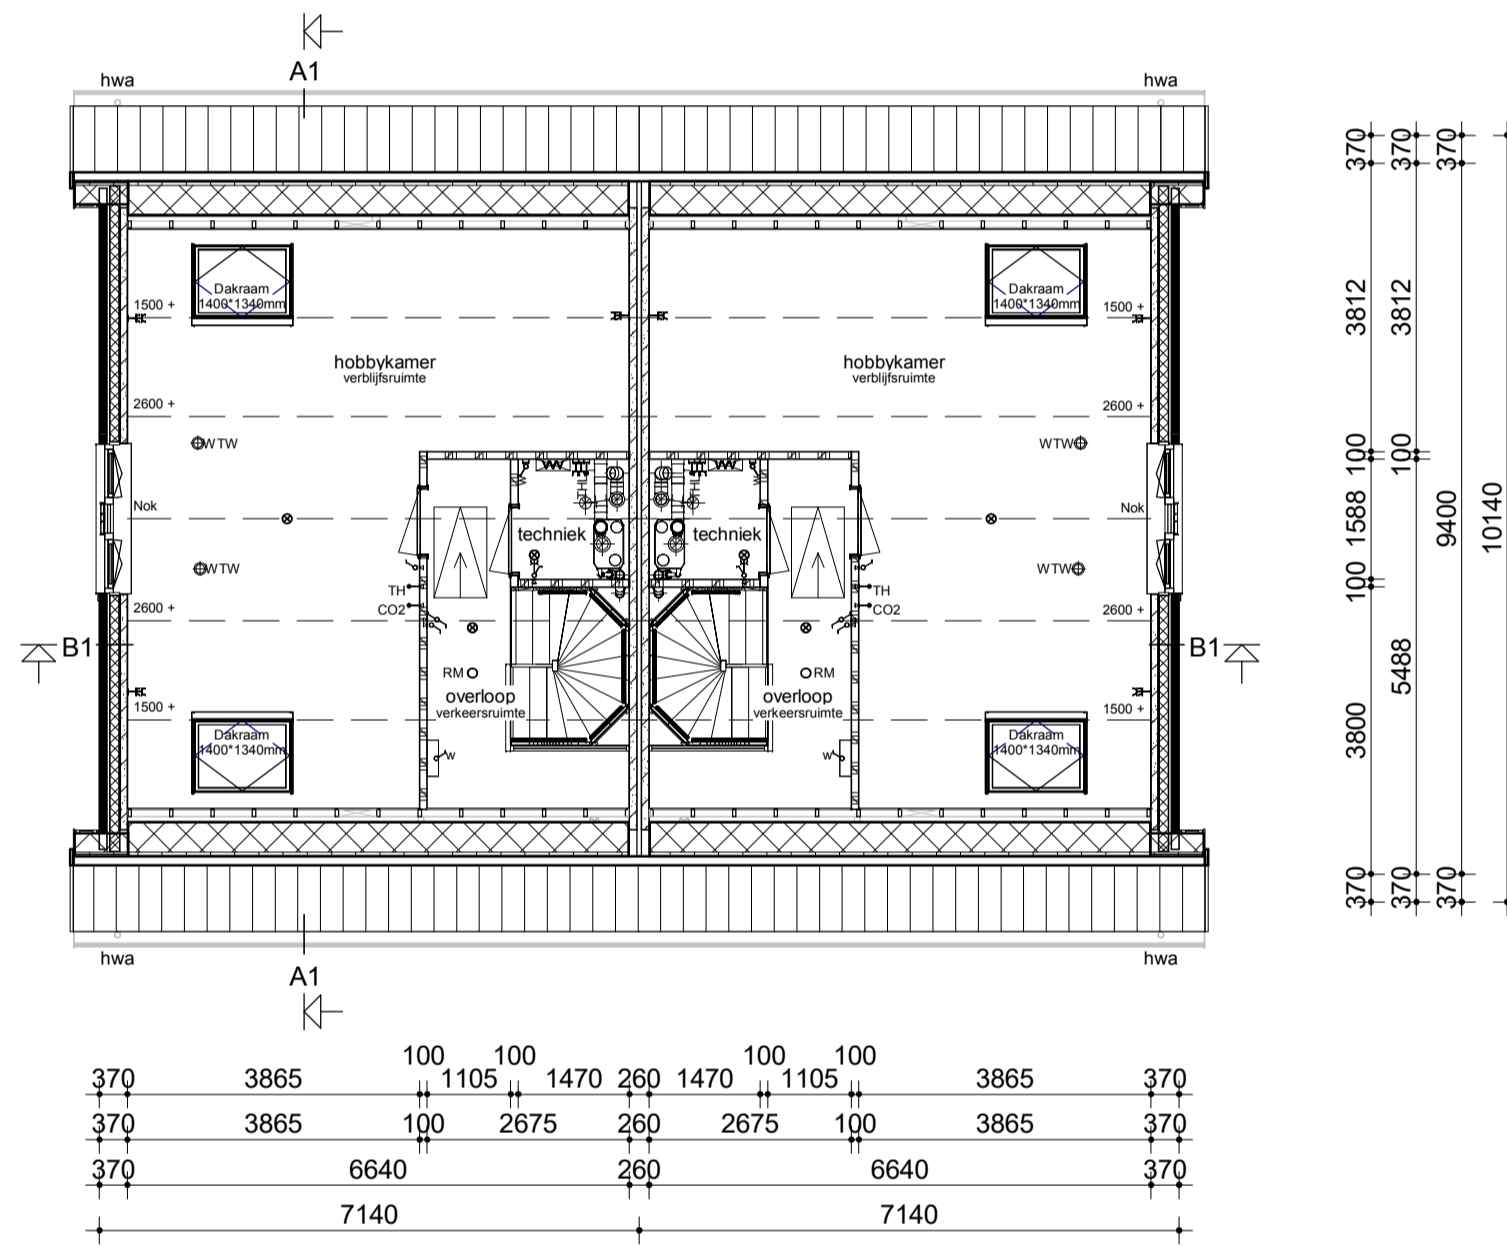 A1
hwa
hwa
Dakraam
1400*1340mm
Dakraam
1400*1340mm
1500 +
1500 +
hobbykamer
verblijfsruimte
hobbykamer
verblijfsruimte
2600 +
2600 +
WTW
WTW
Nok
Nok
techniek
techniek
WTW
WTW
TH
TH
CO2
CO2
2600 +
2600 +
B1
B1
RM
RM
overloop
verkeersruimte
overloop
verkeersruimte
1500 +
1500 +
Dakraam
1400*1340mm
Dakraam
1400*1340mm
w
w
hwa
hwa
A1
100 100 100 100
370 3865 1105 1470 260 1470 1105 3865 370
370 3865 100 2675 260 2675 100 3865 370
370 6640 260 6640 370
7140 7140
370 3800 100 1588 100 3812 370
370 5488 100 3812 370
370 9400 370
10140